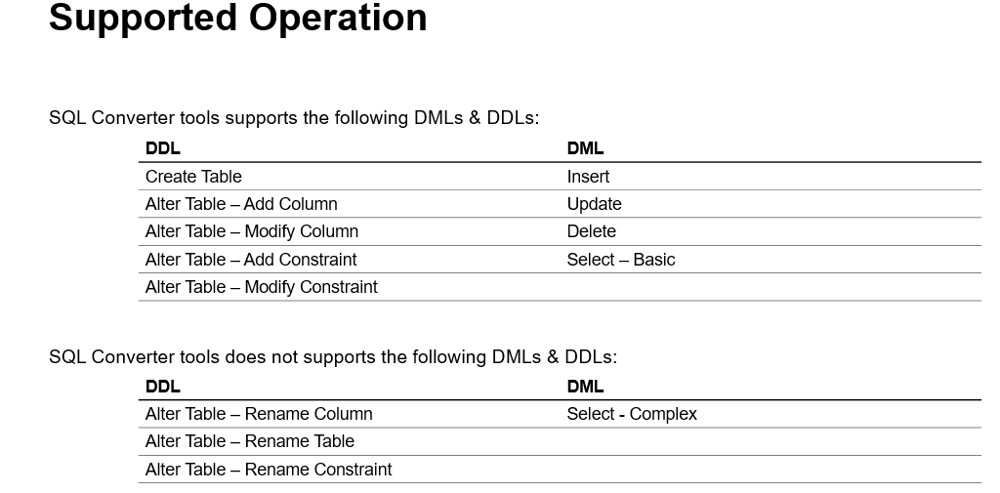 Supported Operation
SQL Converter tools supports the following DMLs & DDLs:
DDL DML
Create Table Insert
Alter Table – Add Column Update
Alter Table – Modify Column Delete
Alter Table – Add Constraint Select – Basic
Alter Table – Modify Constraint
SQL Converter tools does not supports the following DMLs & DDLs:
DDL DML
Alter Table – Rename Column Select - Complex
Alter Table – Rename Table
Alter Table – Rename Constraint